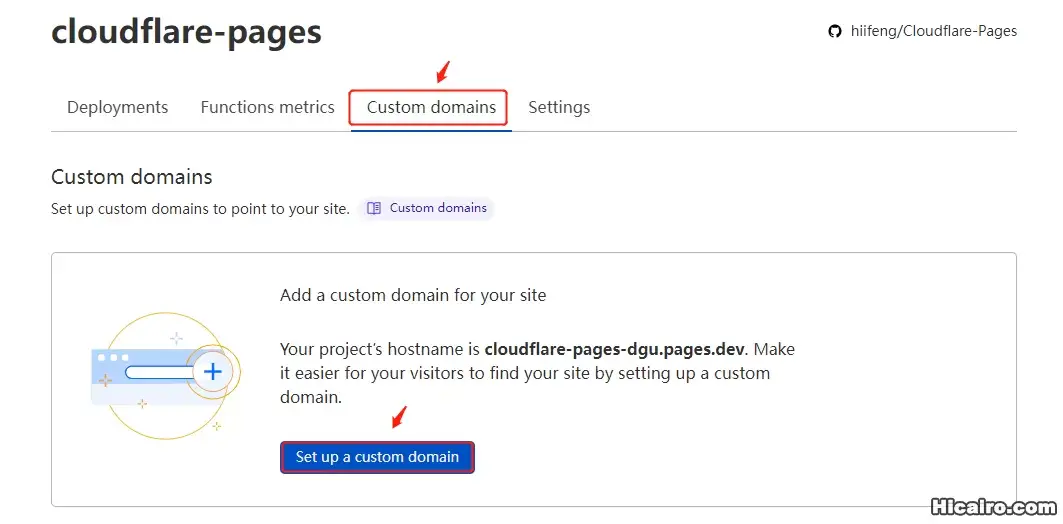 cloudflare-pages
hiifeng/Cloudflare-Pages
Deployments
Functions metrics
Custom domains
Settings
Custom domains
Set up custom domains to point to your site.
Custom domains
Add a custom domain for your site
Your project's hostname is cloudflare-pages-dgu.pages.dev. Make
it easier for your visitors to find your site by setting up a custom
domain.
Set up a custom domain
Hicairo.com